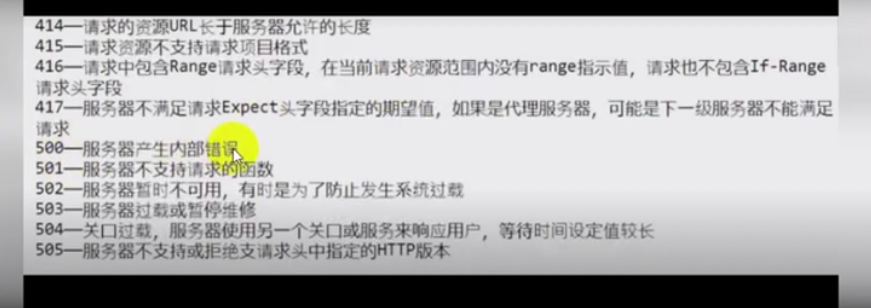 414——请求的资源URL长于服务器允许的长度
415——请求资源不支持请求项目格式
416——请求中包含Range请求头字段，在当前请求资源范围内没有range指示值，请求也不包含If-Range
请求头字段
417——服务器不满足请求Expect头字段指定的期望值，如果是代理服务器，可能是下一级服务器不能满足
请求
500——服务器产生内部错误
501——服务器不支持请求的函数
502——服务器暂时不可用，有时是为了防止发生系统过载
503——服务器过载或暂停维修
504——关口过载，服务器使用另一个关口或服务来响应用户，等待时间设定值较长
505——服务器不支持或拒绝支请求头中指定的HTTP版本